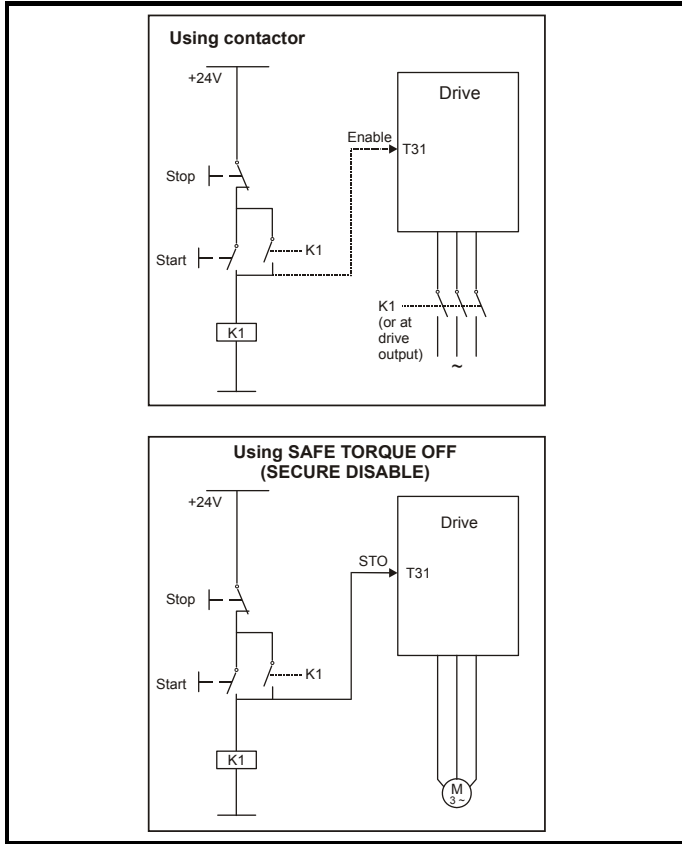 Using contactor
+24V
Drive
Enable
T31
Stop
K1
Start
K1
(or at
drive
output)
K1
~
Using SAFE TORQUE OFF
(SECURE DISABLE)
+24V
Drive
STO
T31
Stop
K1
Start
K1
M
3 ~